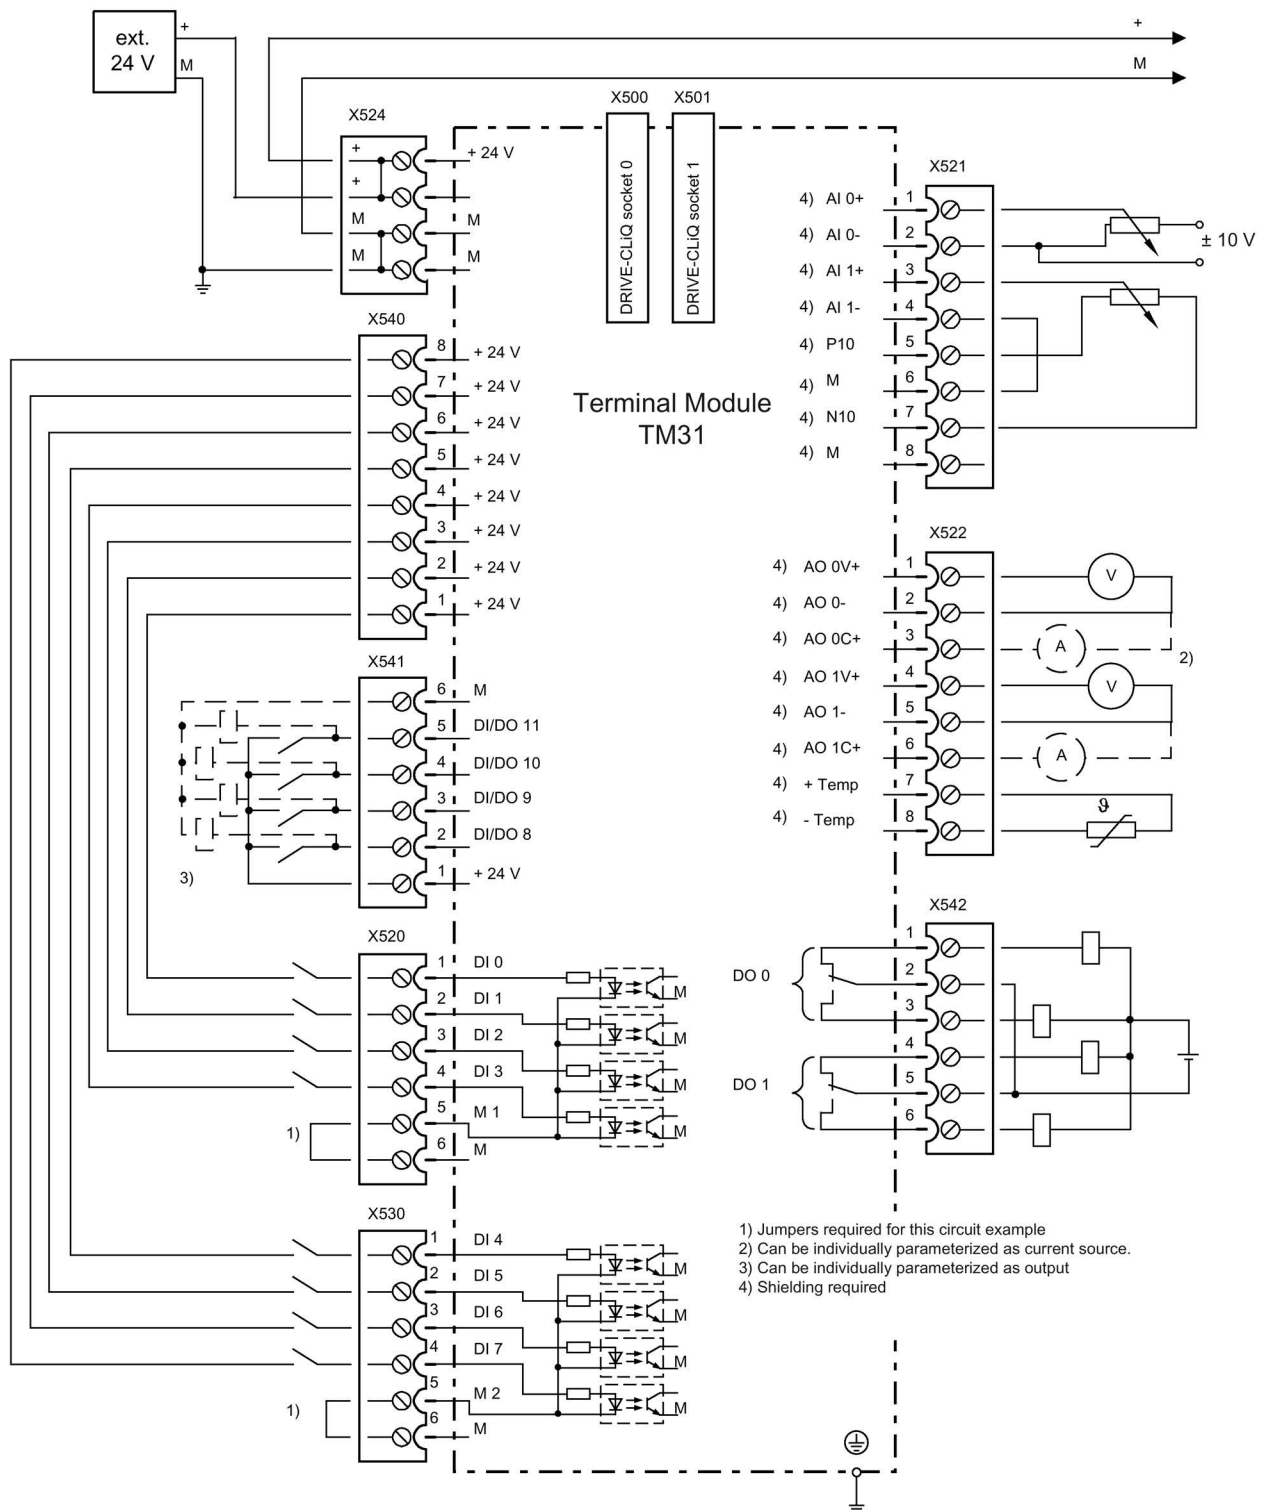 ext.
24 V
+
M
+
M
X524
+
+
M
M
+ 24 V
M
M
X500
X501
DRIVE-CLiQ socket 0
DRIVE-CLiQ socket 1
Terminal Module
TM31
X540
8 + 24 V
7 + 24 V
6 + 24 V
5 + 24 V
4 + 24 V
3 + 24 V
2 + 24 V
1 + 24 V
X541
6 M
5 DI/DO 11
4 DI/DO 10
3 DI/DO 9
2 DI/DO 8
1 + 24 V
3)
X520
1 DI 0
2 DI 1
3 DI 2
4 DI 3
5 M 1
6 M
1)
M
M
M
M
X530
1 DI 4
2 DI 5
3 DI 6
4 DI 7
5 M 2
6 M
1)
M
M
M
M
X521
4) AI 0+ 1
4) AI 0- 2
4) AI 1+ 3
4) AI 1- 4
4) P10 5
4) M 6
4) N10 7
4) M 8
± 10 V
X522
4) AO 0V+ 1
4) AO 0- 2
4) AO 0C+ 3
4) AO 1V+ 4
4) AO 1- 5
4) AO 1C+ 6
4) + Temp 7
4) - Temp 8
V
A
2)
V
A
ϑ
X542
DO 0
1
2
3
DO 1
4
5
6
1) Jumpers required for this circuit example
2) Can be individually parameterized as current source.
3) Can be individually parameterized as output
4) Shielding required